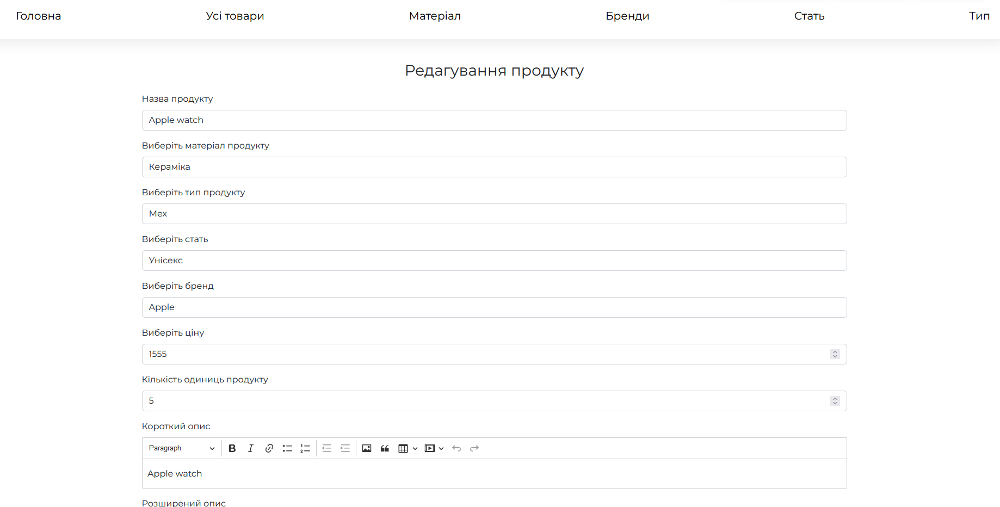 Головна Усі товари Матеріал Бренди Стать Тип
Редагування продукту
Назва продукту
Apple watch
Виберіть матеріал продукту
Кераміка
Виберіть тип продукту
Мех
Виберіть стать
Унісекс
Виберіть бренд
Apple
Виберіть ціну
1555
Кількість одиниць продукту
5
Короткий опис
Paragraph
Apple watch
Розширений опис